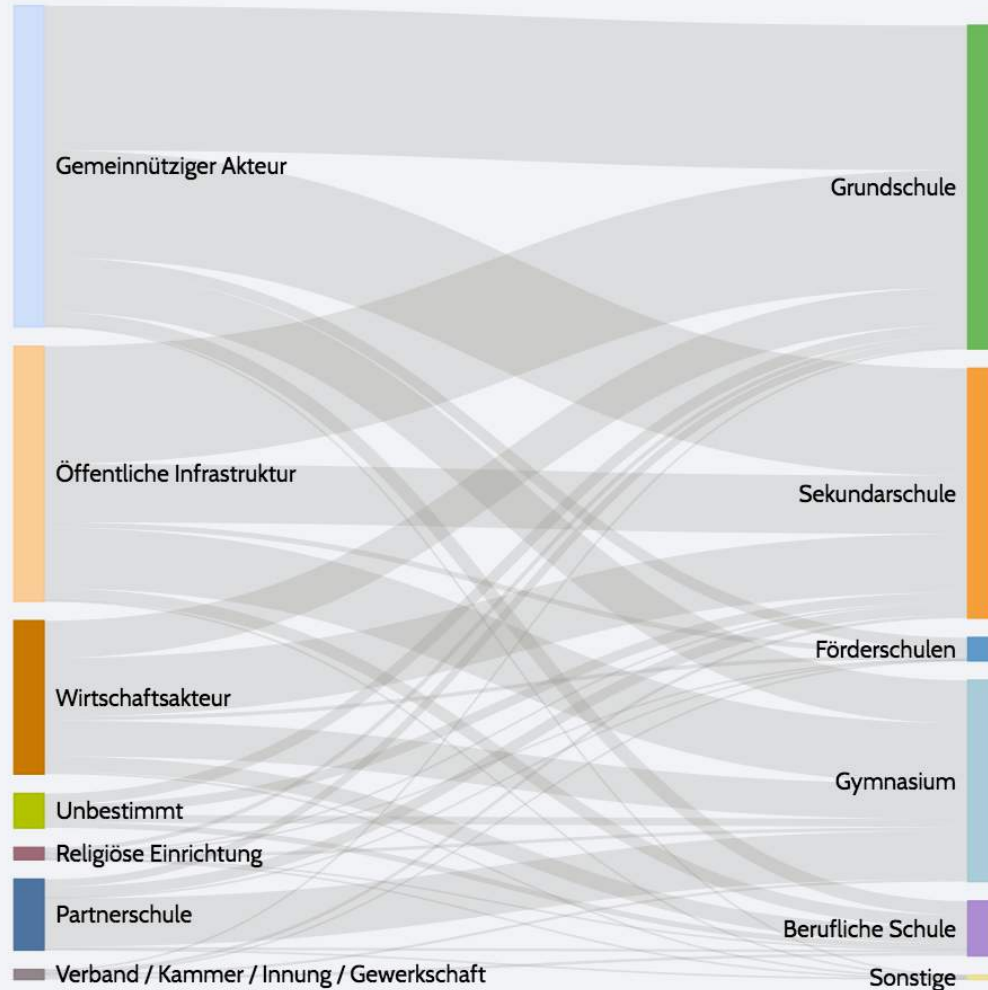 Gemeinnütziger Akteur
Öffentliche Infrastruktur
Wirtschaftsakteur
Unbestimmt
Religiöse Einrichtung
Partnerschule
Verband / Kammer / Innung / Gewerkschaft
Grundschule
Sekundarschule
Förderschulen
Gymnasium
Berufliche Schule
Sonstige